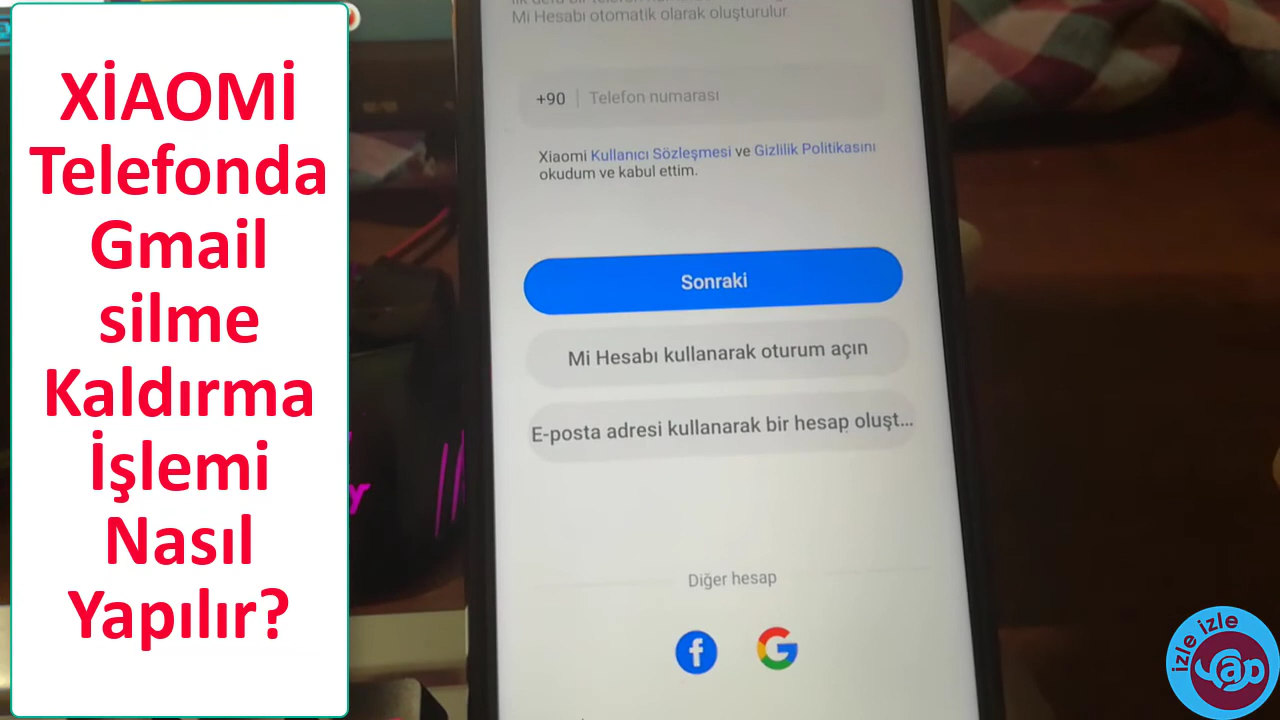 XİAOMİ
Telefonda
Gmail
silme
Kaldırma
İşlemi
Nasıl
Yapılır?
Mi Hesabı otomatik olarak oluşturulur.
+90 Telefon numarası
Xiaomi Kullanıcı Sözleşmesi ve Gizlilik Politikasını
okudum ve kabul ettim.
Sonraki
Mi Hesabı kullanarak oturum açın
E-posta adresi kullanarak bir hesap oluşt...
Diğer hesap
izle izle
yap